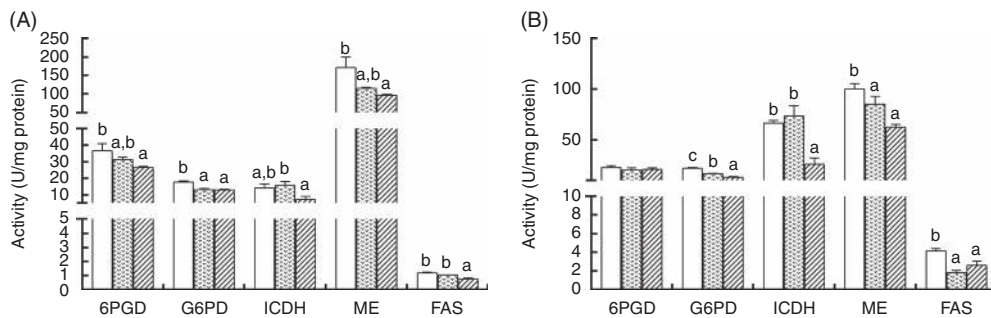 (A)
Activity (U/mg protein)
250
200
150
100
50
50
40
30
20
10
5
4
3
2
1
0
b a,b a
b a a
a,b b a
b a,b a
b b a
6PGD G6PD ICDH ME FAS
(B)
Activity (U/mg protein)
150
100
50
6
4
2
0
c b a
b b a
b a a
b a a
6PGD G6PD ICDH ME FAS